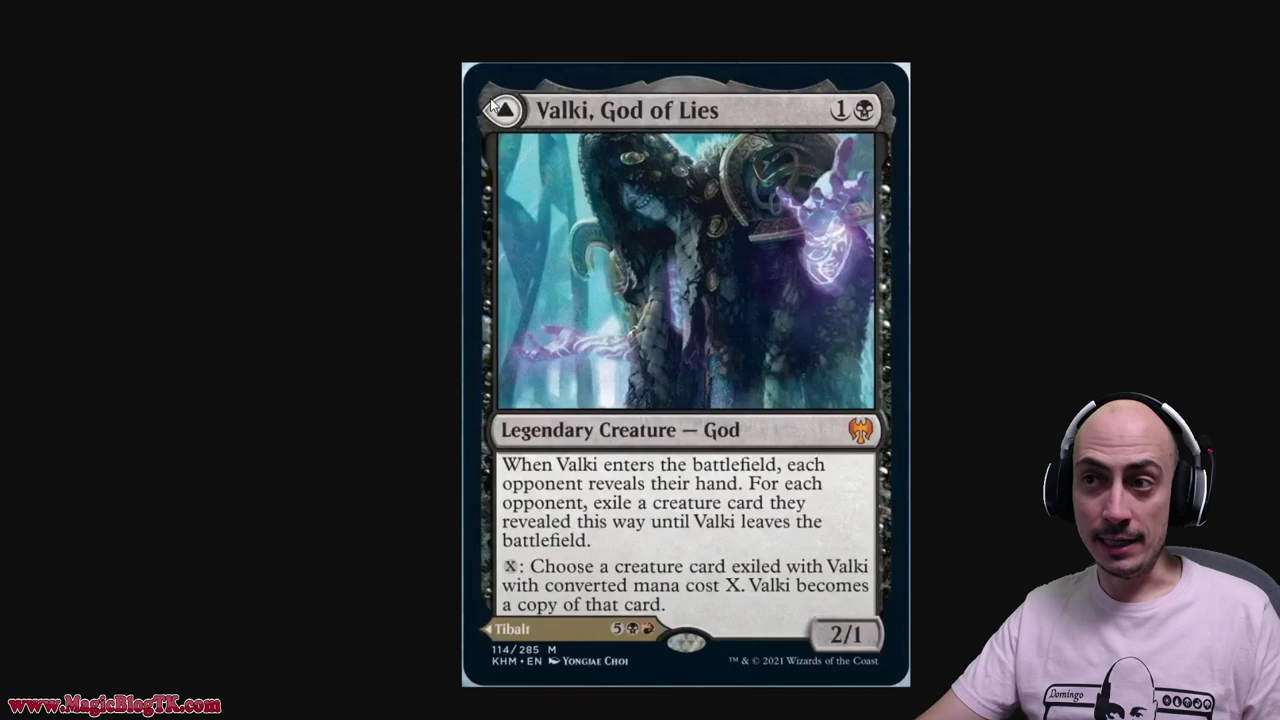 Valki, God of Lies 1
Legendary Creature — God
When Valki enters the battlefield, each
opponent reveals their hand. For each
opponent, exile a creature card they
revealed this way until Valki leaves the
battlefield.
X: Choose a creature card exiled with Valki
with converted mana cost X. Valki becomes
a copy of that card.
Tibalt 5
2/1
114/285 M
KHM • EN Yongjae Choi
™ & © 2021 Wizards of the Coast
Domingo
www.MagicBlogTK.com